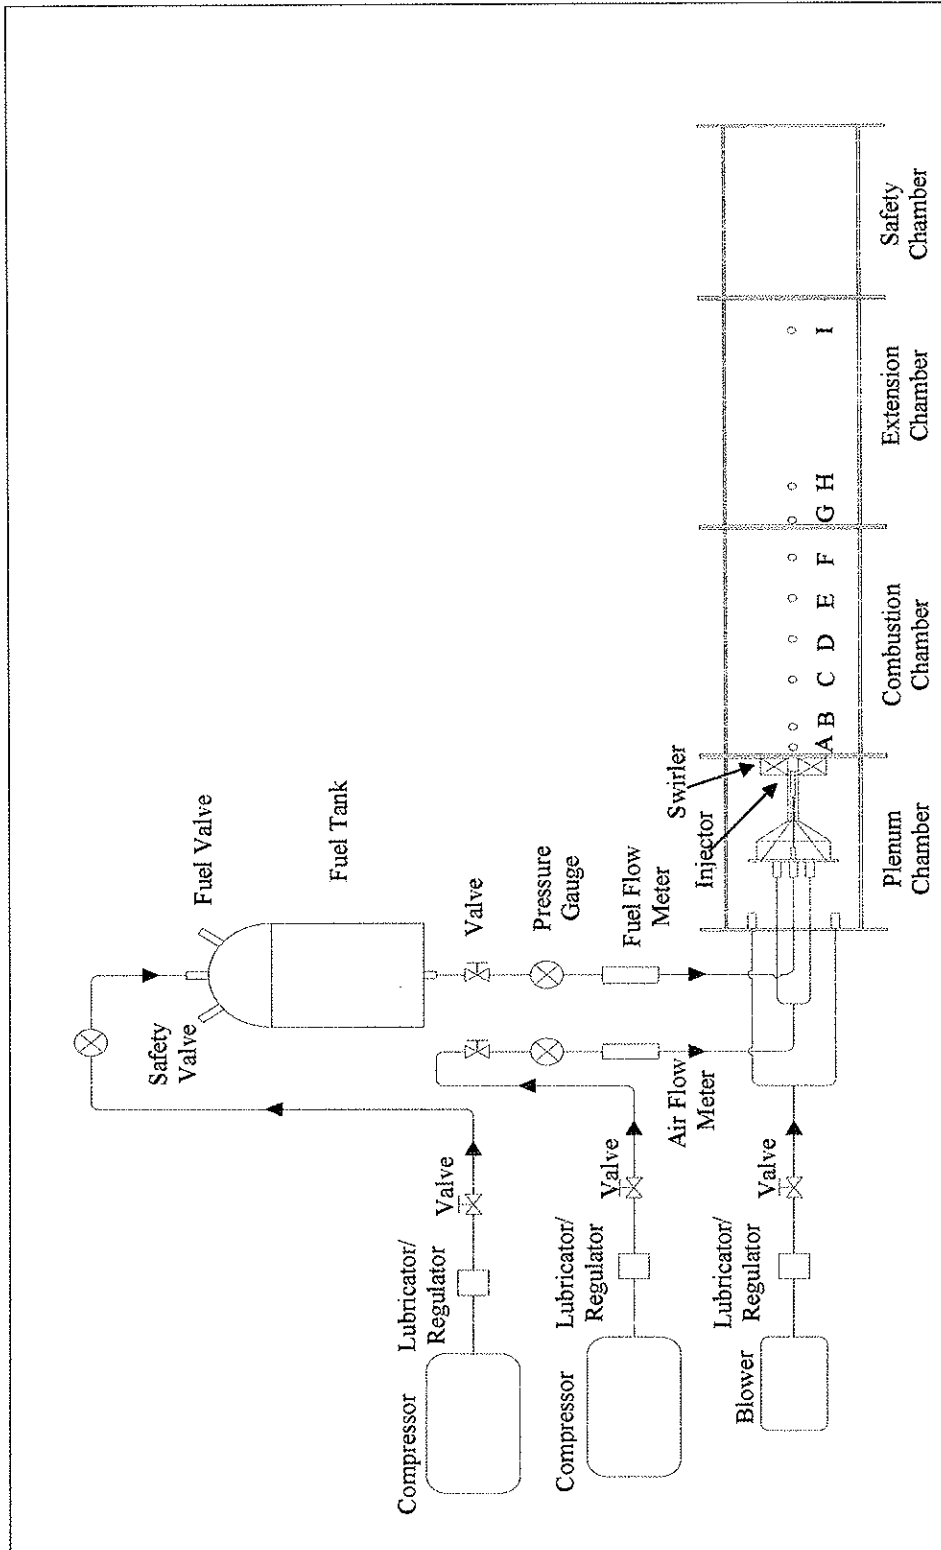 Fuel Valve
Safety
Valve
Fuel Tank
Compressor
Lubricator/
Regulator
Valve
Valve
Pressure
Gauge
Fuel Flow
Meter
Compressor
Lubricator/
Regulator
Valve
Air Flow
Meter
Blower
Lubricator/
Regulator
Valve
Injector
Swirler
A B C D E F G H I
Plenum
Chamber
Combustion
Chamber
Extension
Chamber
Safety
Chamber